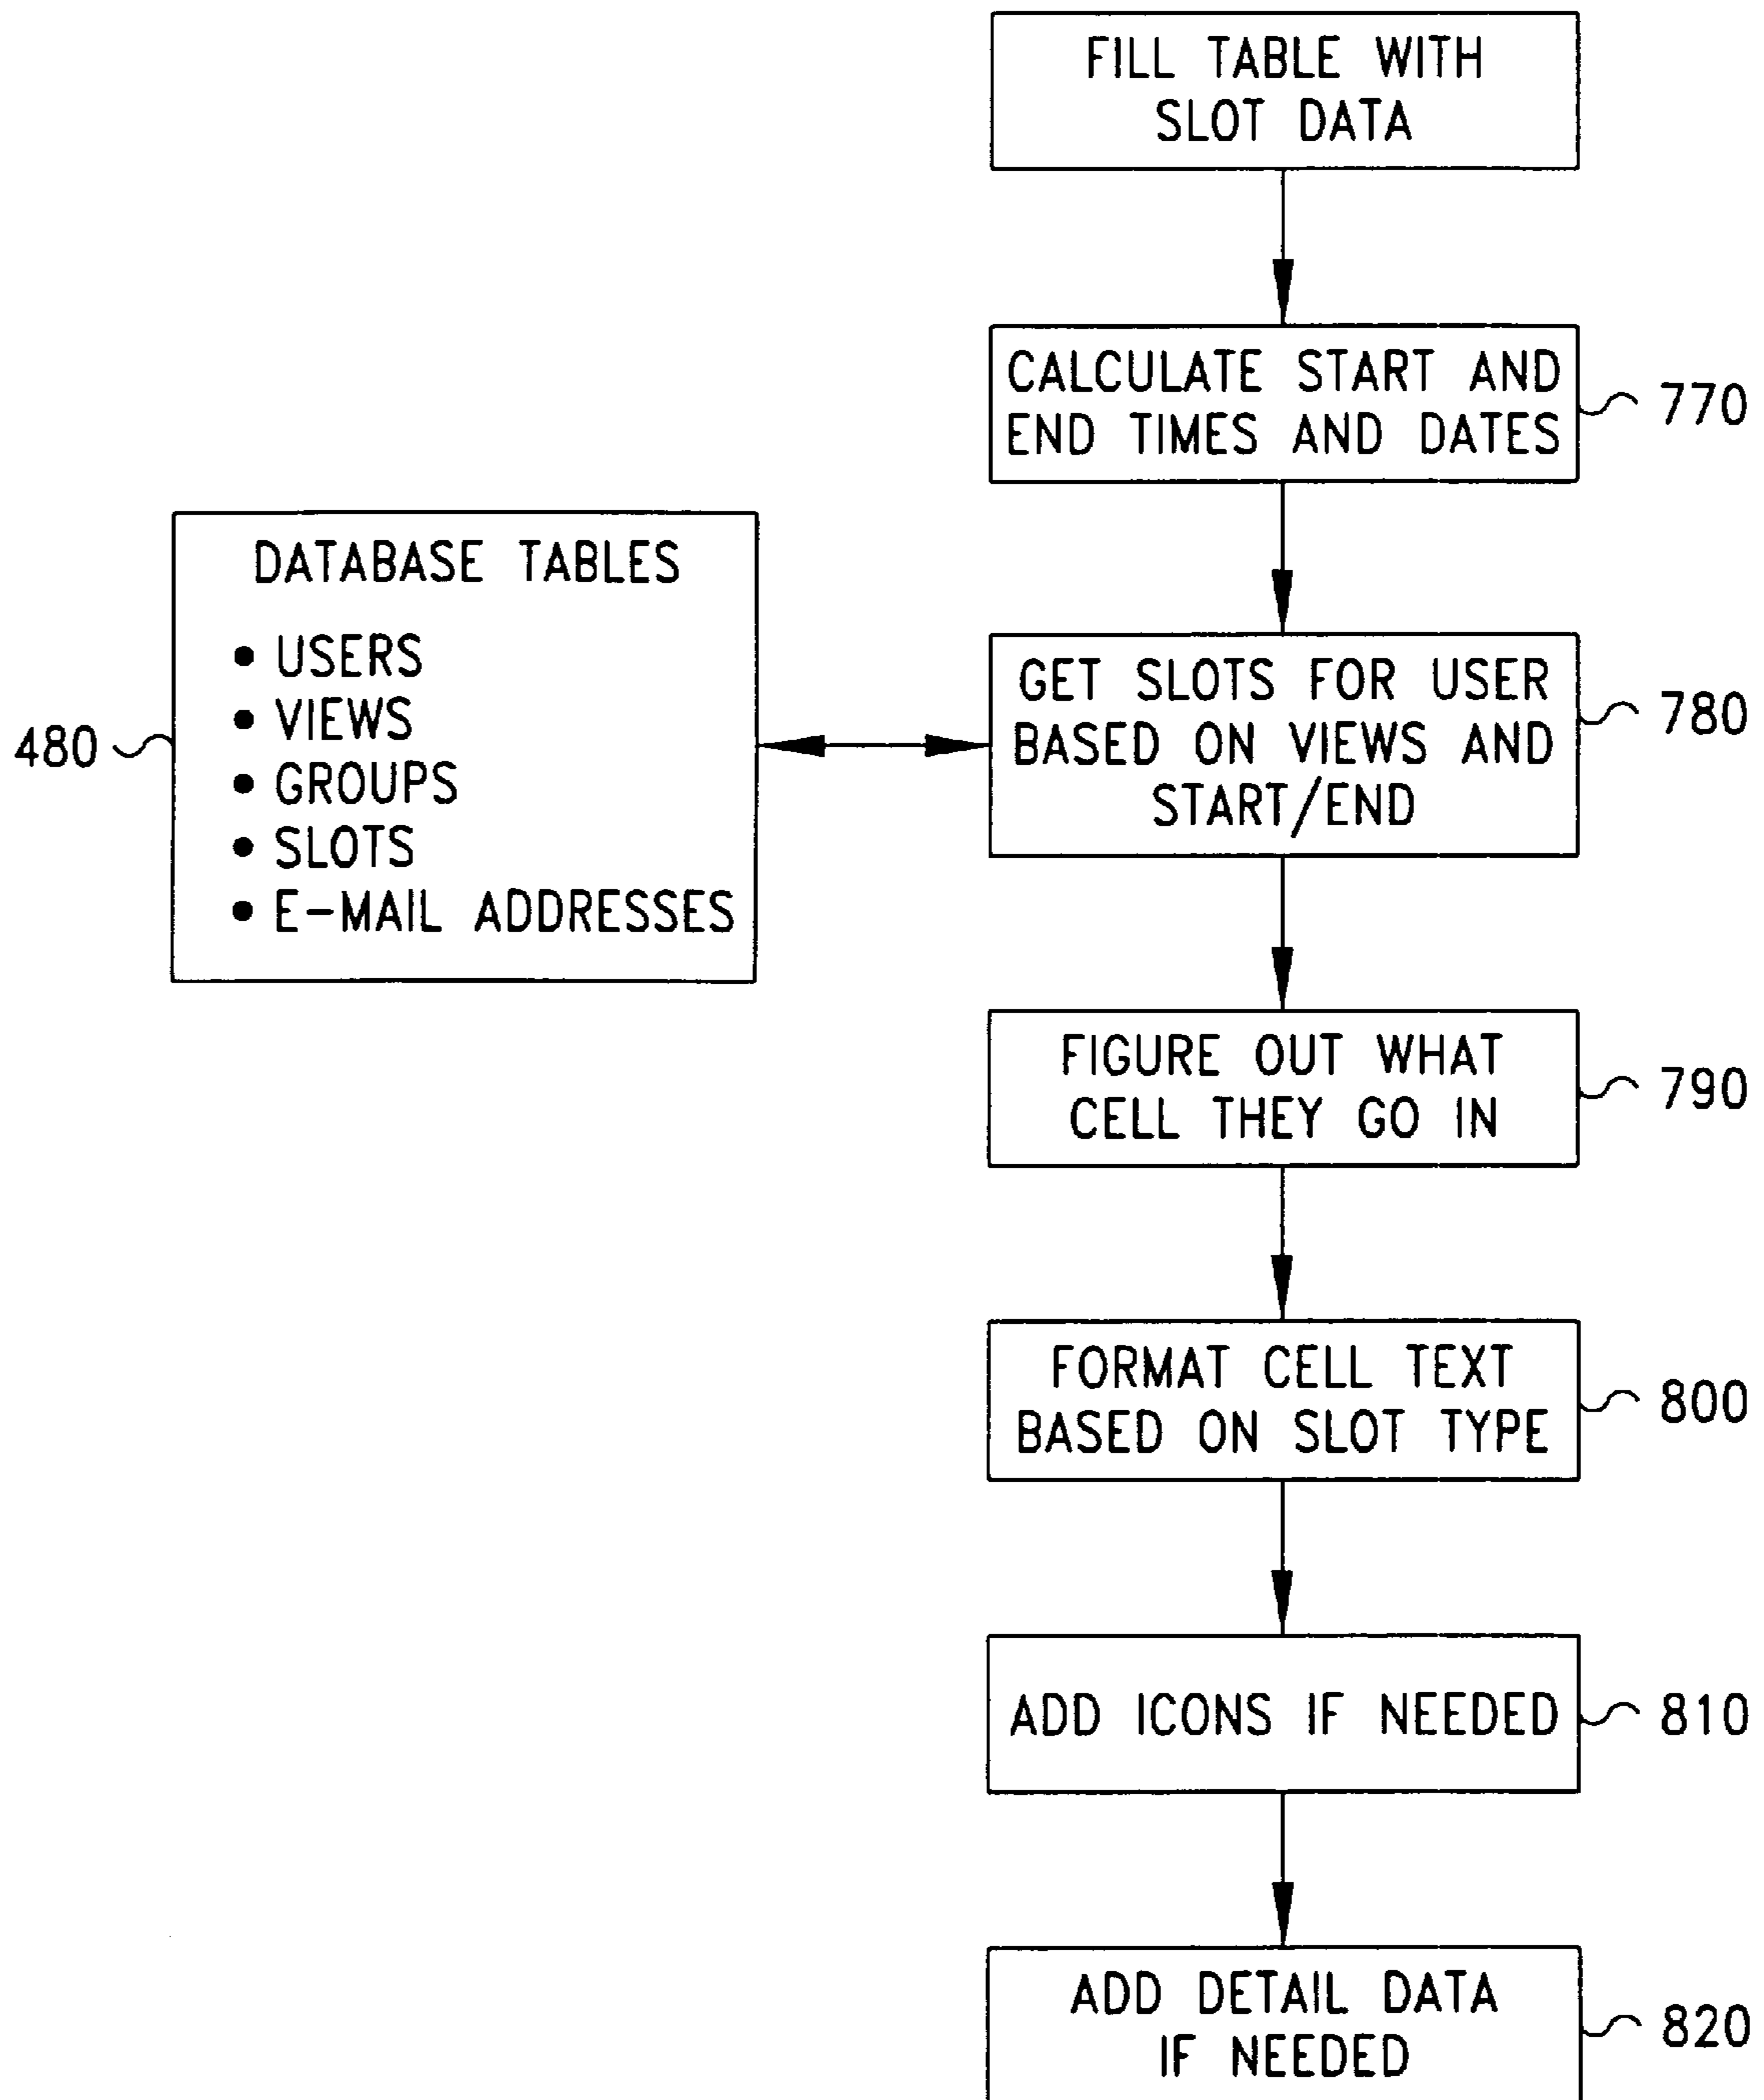 FILL TABLE WITH
SLOT DATA
CALCULATE START AND
END TIMES AND DATES
770
DATABASE TABLES
• USERS
• VIEWS
• GROUPS
• SLOTS
• E-MAIL ADDRESSES
480
GET SLOTS FOR USER
BASED ON VIEWS AND
START/END
780
FIGURE OUT WHAT
CELL THEY GO IN
790
FORMAT CELL TEXT
BASED ON SLOT TYPE
800
ADD ICONS IF NEEDED
810
ADD DETAIL DATA
IF NEEDED
820